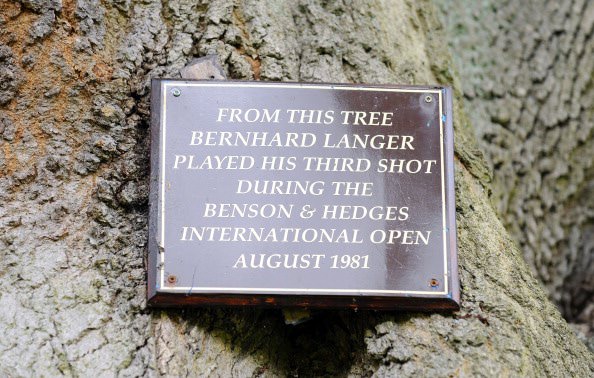 FROM THIS TREE
BERNHARD LANGER
PLAYED HIS THIRD SHOT
DURING THE
BENSON & HEDGES
INTERNATIONAL OPEN
AUGUST 1981